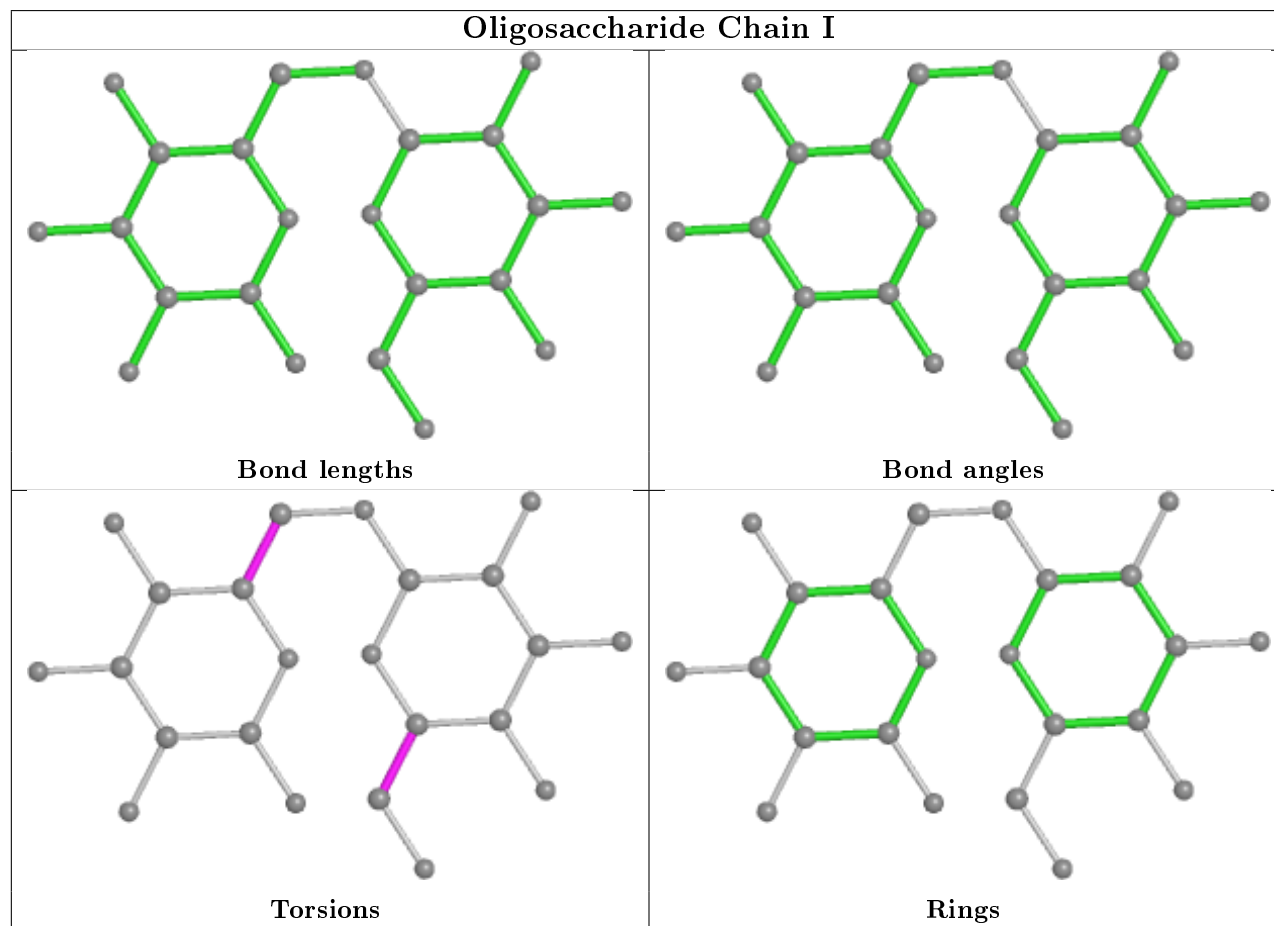 Oligosaccharide Chain I
Bond lengths
Bond angles
Torsions
Rings